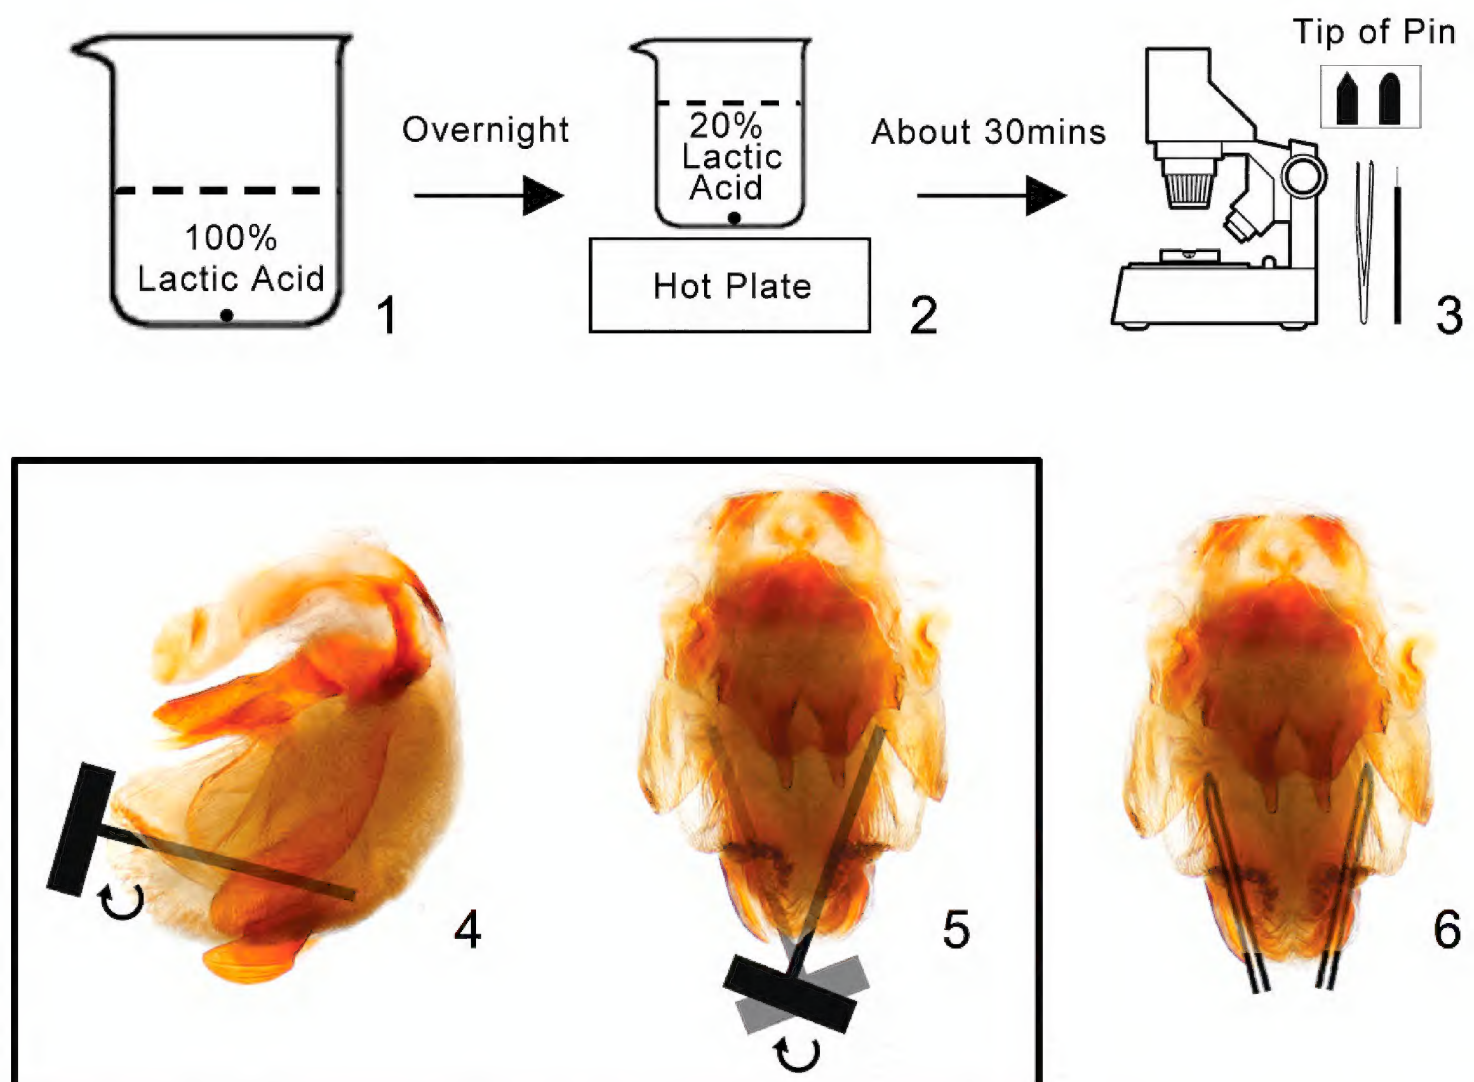 Tip of Pin
Overnight
20%
Lactic
Acid
About 30mins
100%
Lactic Acid
1
Hot Plate
2
3
4
5
6